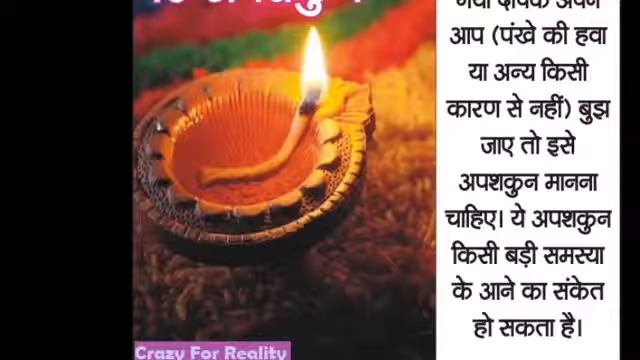 आप (पंखे की हवा
या अन्य किसी
कारण से नहीं) बुझ
जाए तो इसे
अपशकुन मानना
चाहिए। ये अपशकुन
किसी बड़ी समस्या
के आने का संकेत
हो सकता है।
Crazy For Reality